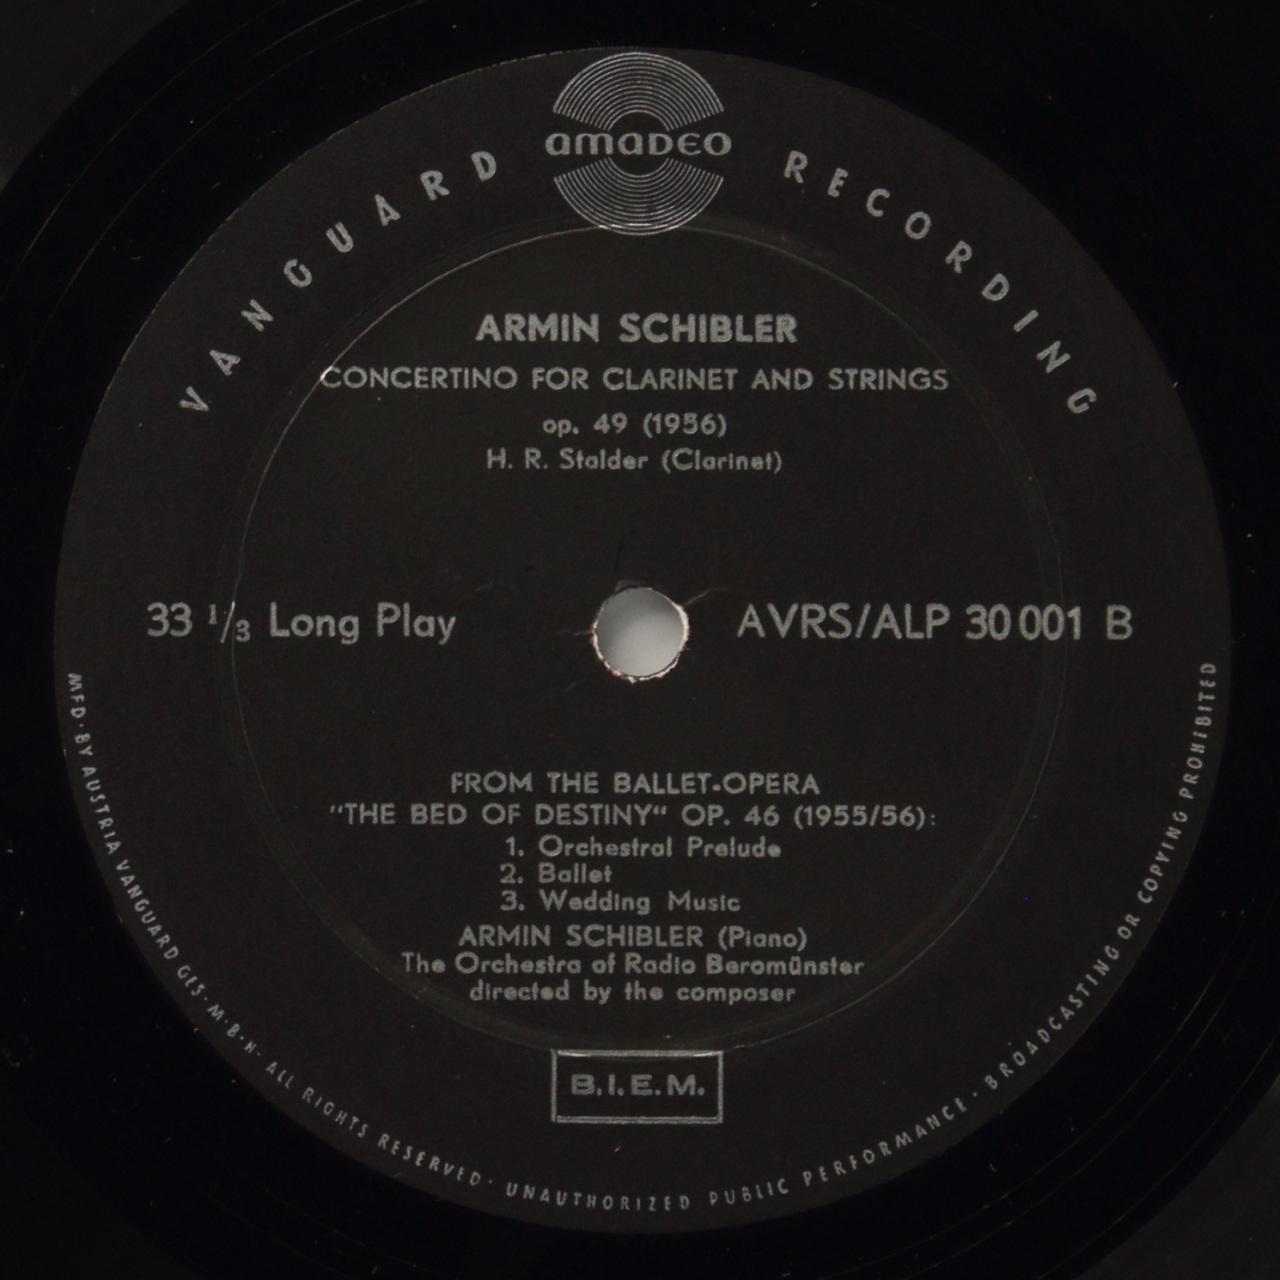 amadeo
VANGUARD RECORDING
ARMIN SCHIBLER
CONCERTINO FOR CLARINET AND STRINGS
op. 49 (1956)
H. R. Stalder (Clarinet)
33 1/3 Long Play
AVRS/ALP 30001 B
FROM THE BALLET-OPERA
"THE BED OF DESTINY" OP. 46 (1955/56):
1. Orchestral Prelude
2. Ballet
3. Wedding Music
ARMIN SCHIBLER (Piano)
The Orchestra of Radio Beromünster
directed by the composer
B.I.E.M.
MFD· BY AUSTRIA VANGUARD GES·M·B·H· ALL RIGHTS RESERVED· UNAUTHORIZED PUBLIC PERFORMANCE· BROADCASTING OR COPYING PROHIBITED